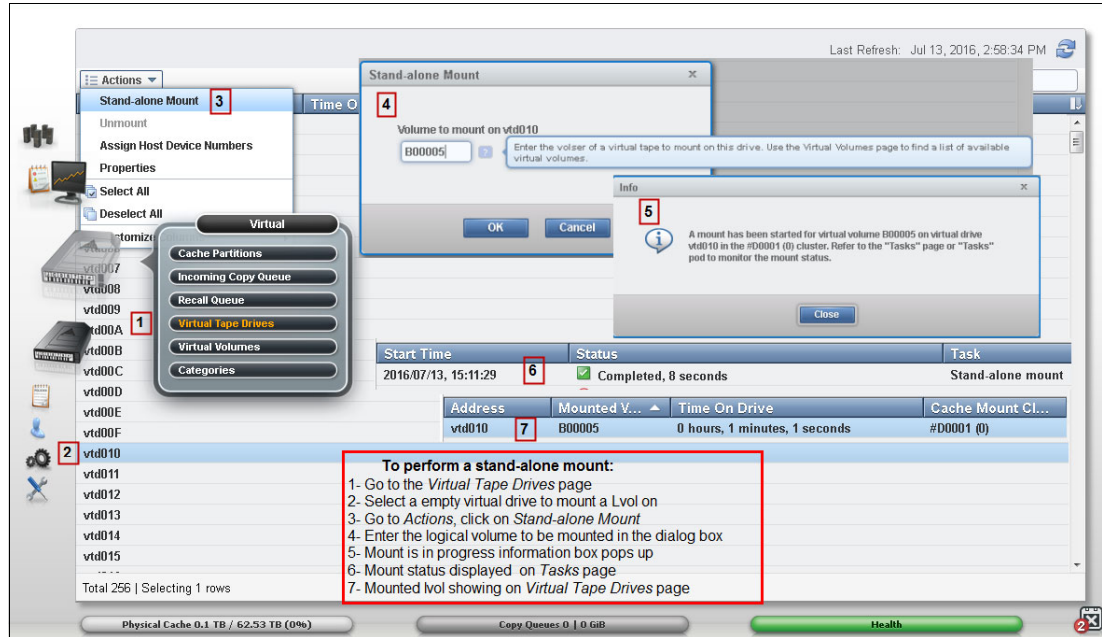 Last Refresh: Jul 13, 2016, 2:58:34 PM
Actions
Stand-alone Mount
3
Unmount
Assign Host Device Numbers
Properties
Select All
Deselect All
Time O
Stand-alone Mount
x
4
Volume to mount on vtd010
B00005
?
Enter the volser of a virtual tape to mount on this drive. Use the Virtual Volumes page to find a list of available
virtual volumes.
OK
Cancel
Info
x
5
A mount has been started for virtual volume B00005 on virtual drive
vtd010 in the #D0001 (0) cluster. Refer to the "Tasks" page or "Tasks"
pod to monitor the mount status.
Close
1
Virtual
Cache Partitions
Incoming Copy Queue
Recall Queue
Virtual Tape Drives
Virtual Volumes
Categories
vtd007
vtd008
vtd009
vtd00A
vtd00B
vtd00C
vtd00D
vtd00E
vtd00F
2
vtd010
vtd011
vtd012
vtd013
vtd014
vtd015
Start Time
Status
Task
2016/07/13, 15:11:29
6
Completed, 8 seconds
Stand-alone mount
Address
Mounted V...
Time On Drive
Cache Mount Cl...
vtd010
7
B00005
0 hours, 1 minutes, 1 seconds
#D0001 (0)
To perform a stand-alone mount:
1- Go to the Virtual Tape Drives page
2- Select a empty virtual drive to mount a Lvol on
3- Go to Actions, click on Stand-alone Mount
4- Enter the logical volume to be mounted in the dialog box
5- Mount is in progress information box pops up
6- Mount status displayed on Tasks page
7- Mounted lvol showing on Virtual Tape Drives page
Total 256 | Selecting 1 rows
Physical Cache 0.1 TB / 62.53 TB (0%)
Copy Queues 0 | 0 GiB
Health
2